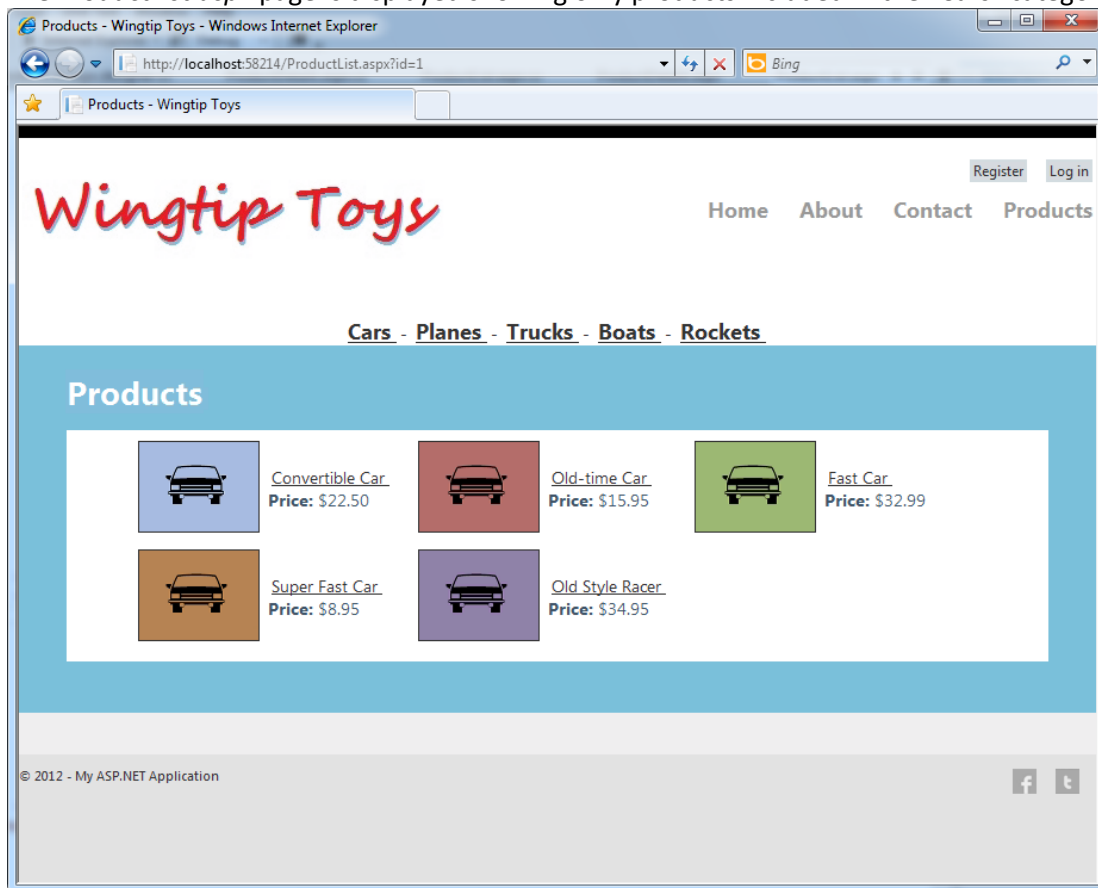 Products - Wingtip Toys - Windows Internet Explorer
http://localhost:58214/ProductList.aspx?id=1
Bing
Products - Wingtip Toys
Register Log in
Wingtip Toys
Home About Contact Products
Cars - Planes - Trucks - Boats - Rockets
Products
Convertible Car Old-time Car Fast Car
Price: $22.50 Price: $15.95 Price: $32.99
Super Fast Car Old Style Racer
Price: $8.95 Price: $34.95
© 2012 - My ASP.NET Application
f t